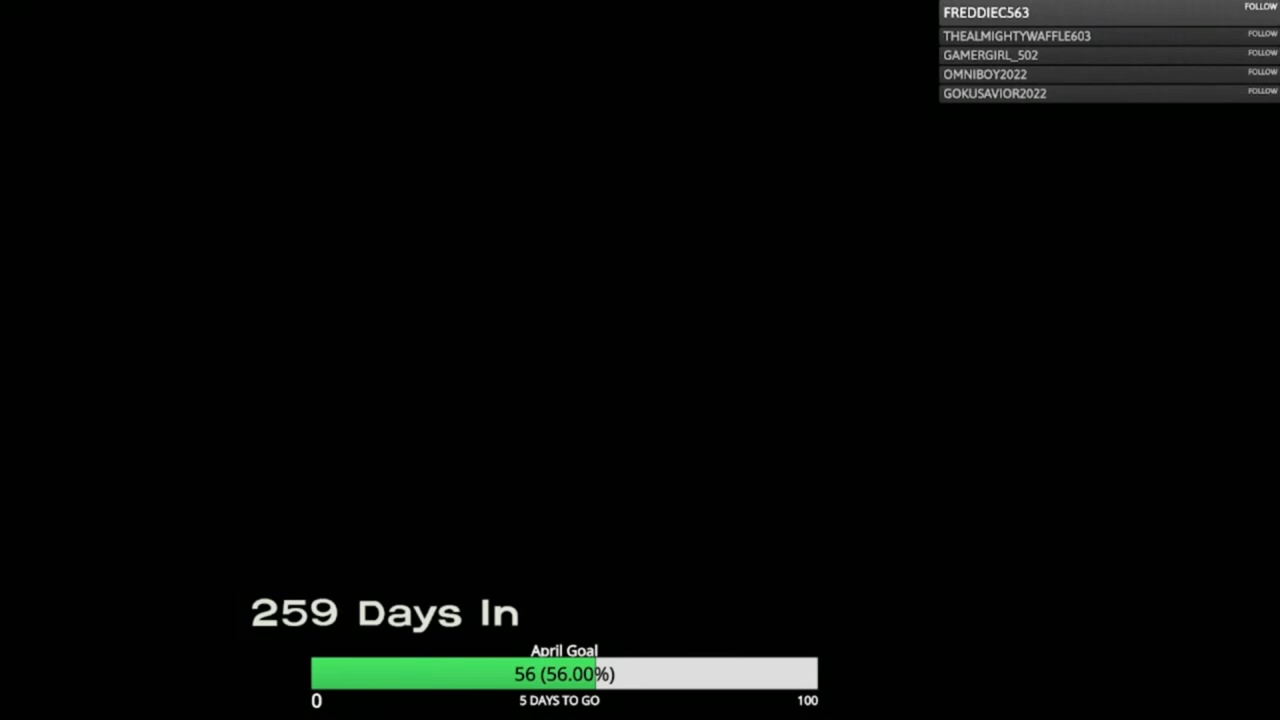 FREDDIEC563 FOLLOW
THEALMIGHTYWAFFLE603 FOLLOW
GAMERGIRL_502 FOLLOW
OMNIBOY2022 FOLLOW
GOKUSAVIOR2022 FOLLOW
259 Days In
April Goal
56 (56.00%)
0 5 DAYS TO GO 100